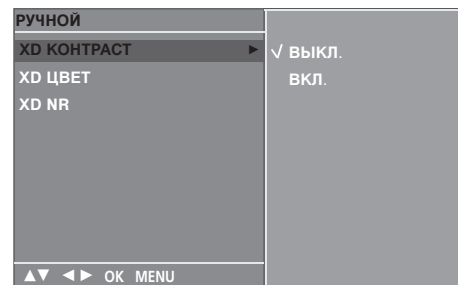 РУЧНОЙ
XD КОНТРАСТ ►
XD ЦВЕТ
XD NR
√ ВЫКЛ.
ВКЛ.
▲▼ ◄► OK MENU